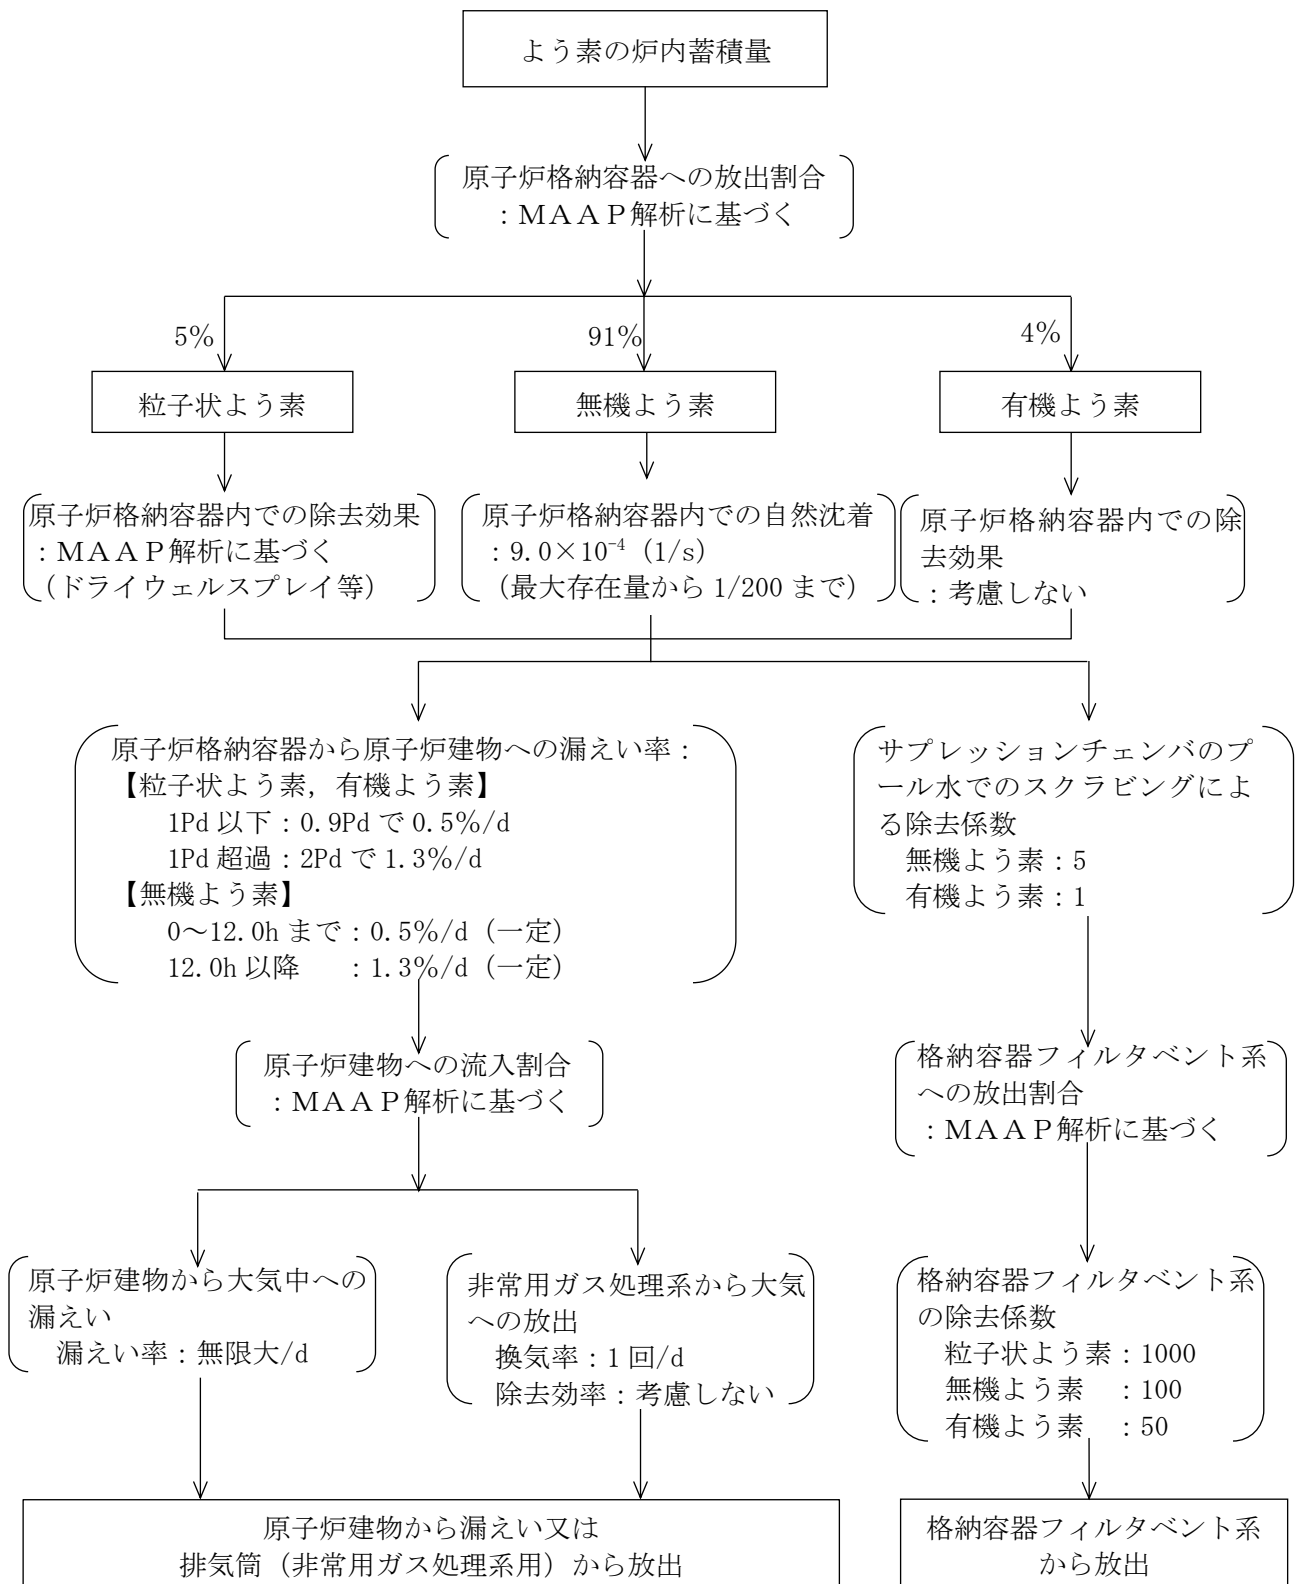 よう素の炉内蓄積量
原子炉格納容器への放出割合
：ＭＡＡＰ解析に基づく
5%
91%
4%
粒子状よう素
無機よう素
有機よう素
原子炉格納容器内での除去効果
：ＭＡＡＰ解析に基づく
（ドライウェルスプレイ等）
原子炉格納容器内での自然沈着
：9.0×10⁻⁴（1/s）
（最大存在量から 1/200 まで）
原子炉格納容器内での除
去効果
：考慮しない
原子炉格納容器から原子炉建物への漏えい率：
【粒子状よう素，有機よう素】
1Pd 以下：0.9Pd で 0.5%/d
1Pd 超過：2Pd で 1.3%/d
【無機よう素】
0～12.0h まで：0.5%/d（一定）
12.0h 以降　：1.3%/d（一定）
サプレッションチェンバのプ
ール水でのスクラビングによ
る除去係数
無機よう素：5
有機よう素：1
原子炉建物への流入割合
：ＭＡＡＰ解析に基づく
格納容器フィルタベント系
への放出割合
：ＭＡＡＰ解析に基づく
原子炉建物から大気中への
漏えい
漏えい率：無限大/d
非常用ガス処理系から大気
への放出
換気率：1 回/d
除去効率：考慮しない
格納容器フィルタベント系
の除去係数
粒子状よう素：1000
無機よう素　：100
有機よう素　：50
原子炉建物から漏えい又は
排気筒（非常用ガス処理系用）から放出
格納容器フィルタベント系
から放出